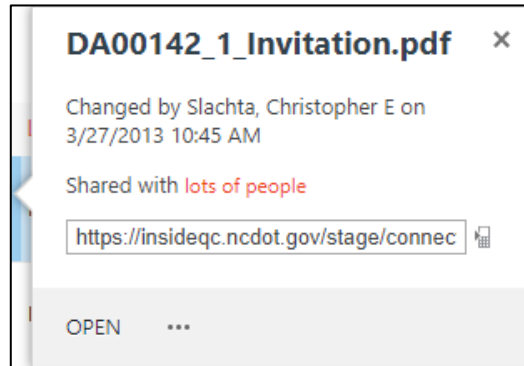 DA00142_1_Invitation.pdf
Changed by Slachta, Christopher E on
3/27/2013 10:45 AM
Shared with lots of people
https://insideqc.ncdot.gov/stage/connec
OPEN